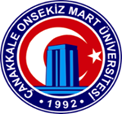 ÇANAKKALE ONSEKİZ MART ÜNİVERSİTESİ
• 1992 •